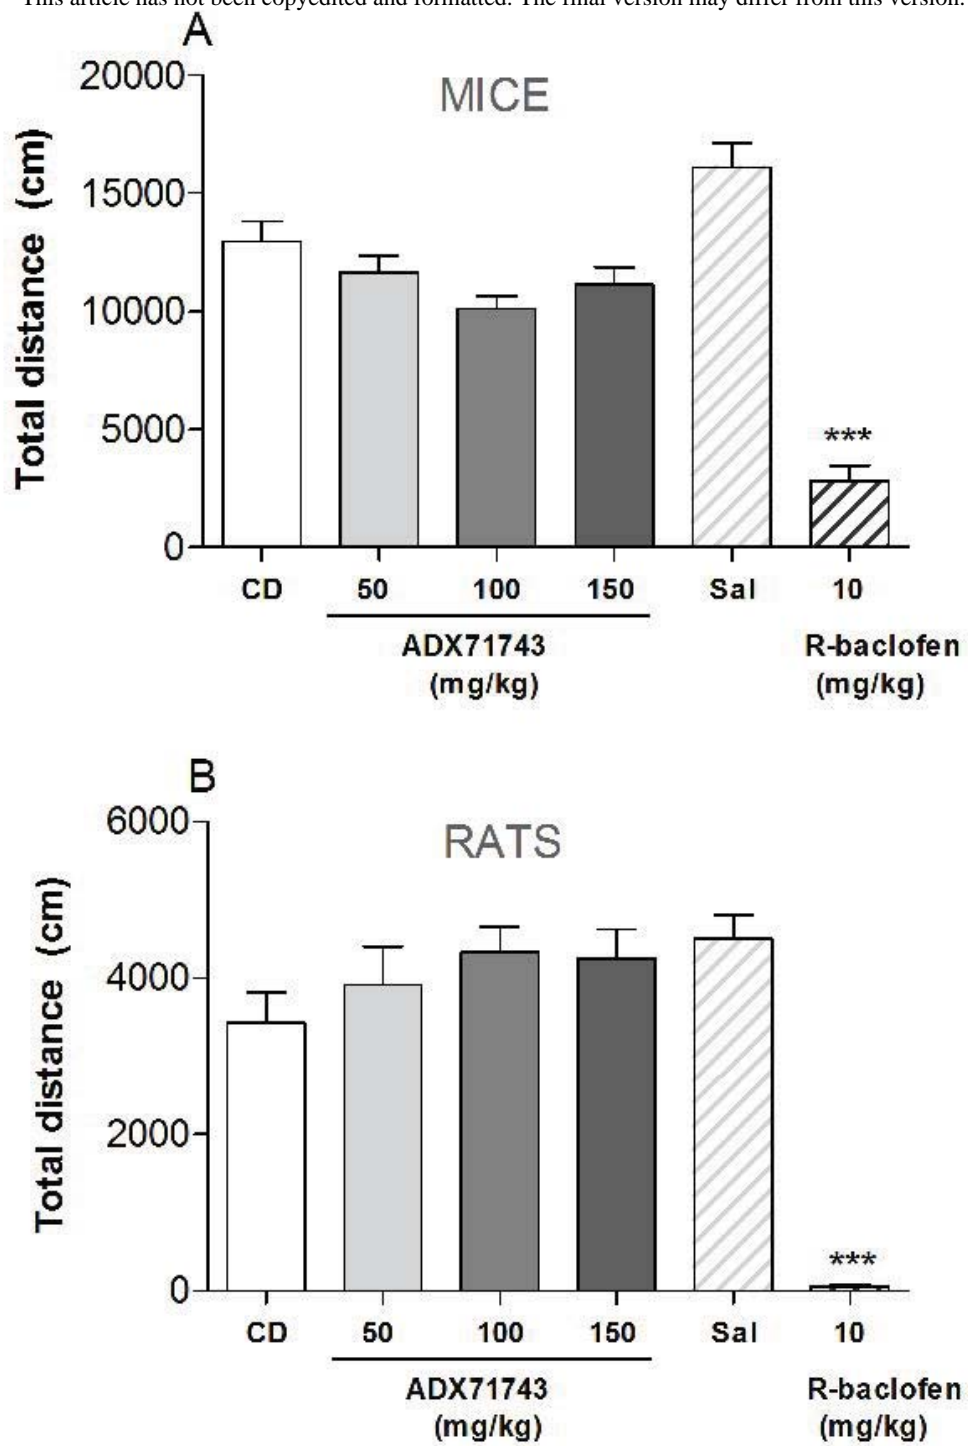 This article has not been copyedited and formatted. The final version may differ from this version.
A
MICE
Total distance (cm)
20000
15000
10000
5000
0
***
CD 50 100 150 Sal 10
ADX71743 R-baclofen
(mg/kg) (mg/kg)
B
RATS
Total distance (cm)
6000
4000
2000
0
***
CD 50 100 150 Sal 10
ADX71743 R-baclofen
(mg/kg) (mg/kg)